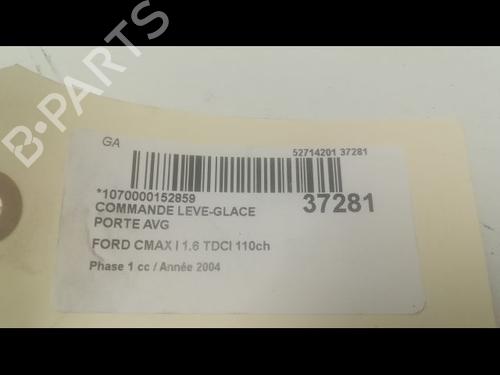 B-PARTS
GA
52714201 37281
*1070000152859
37281
COMMANDE LEVE-GLACE
PORTE AVG
FORD CMAX I 1.6 TDCI 110ch
Phase 1 cc / Année 2004